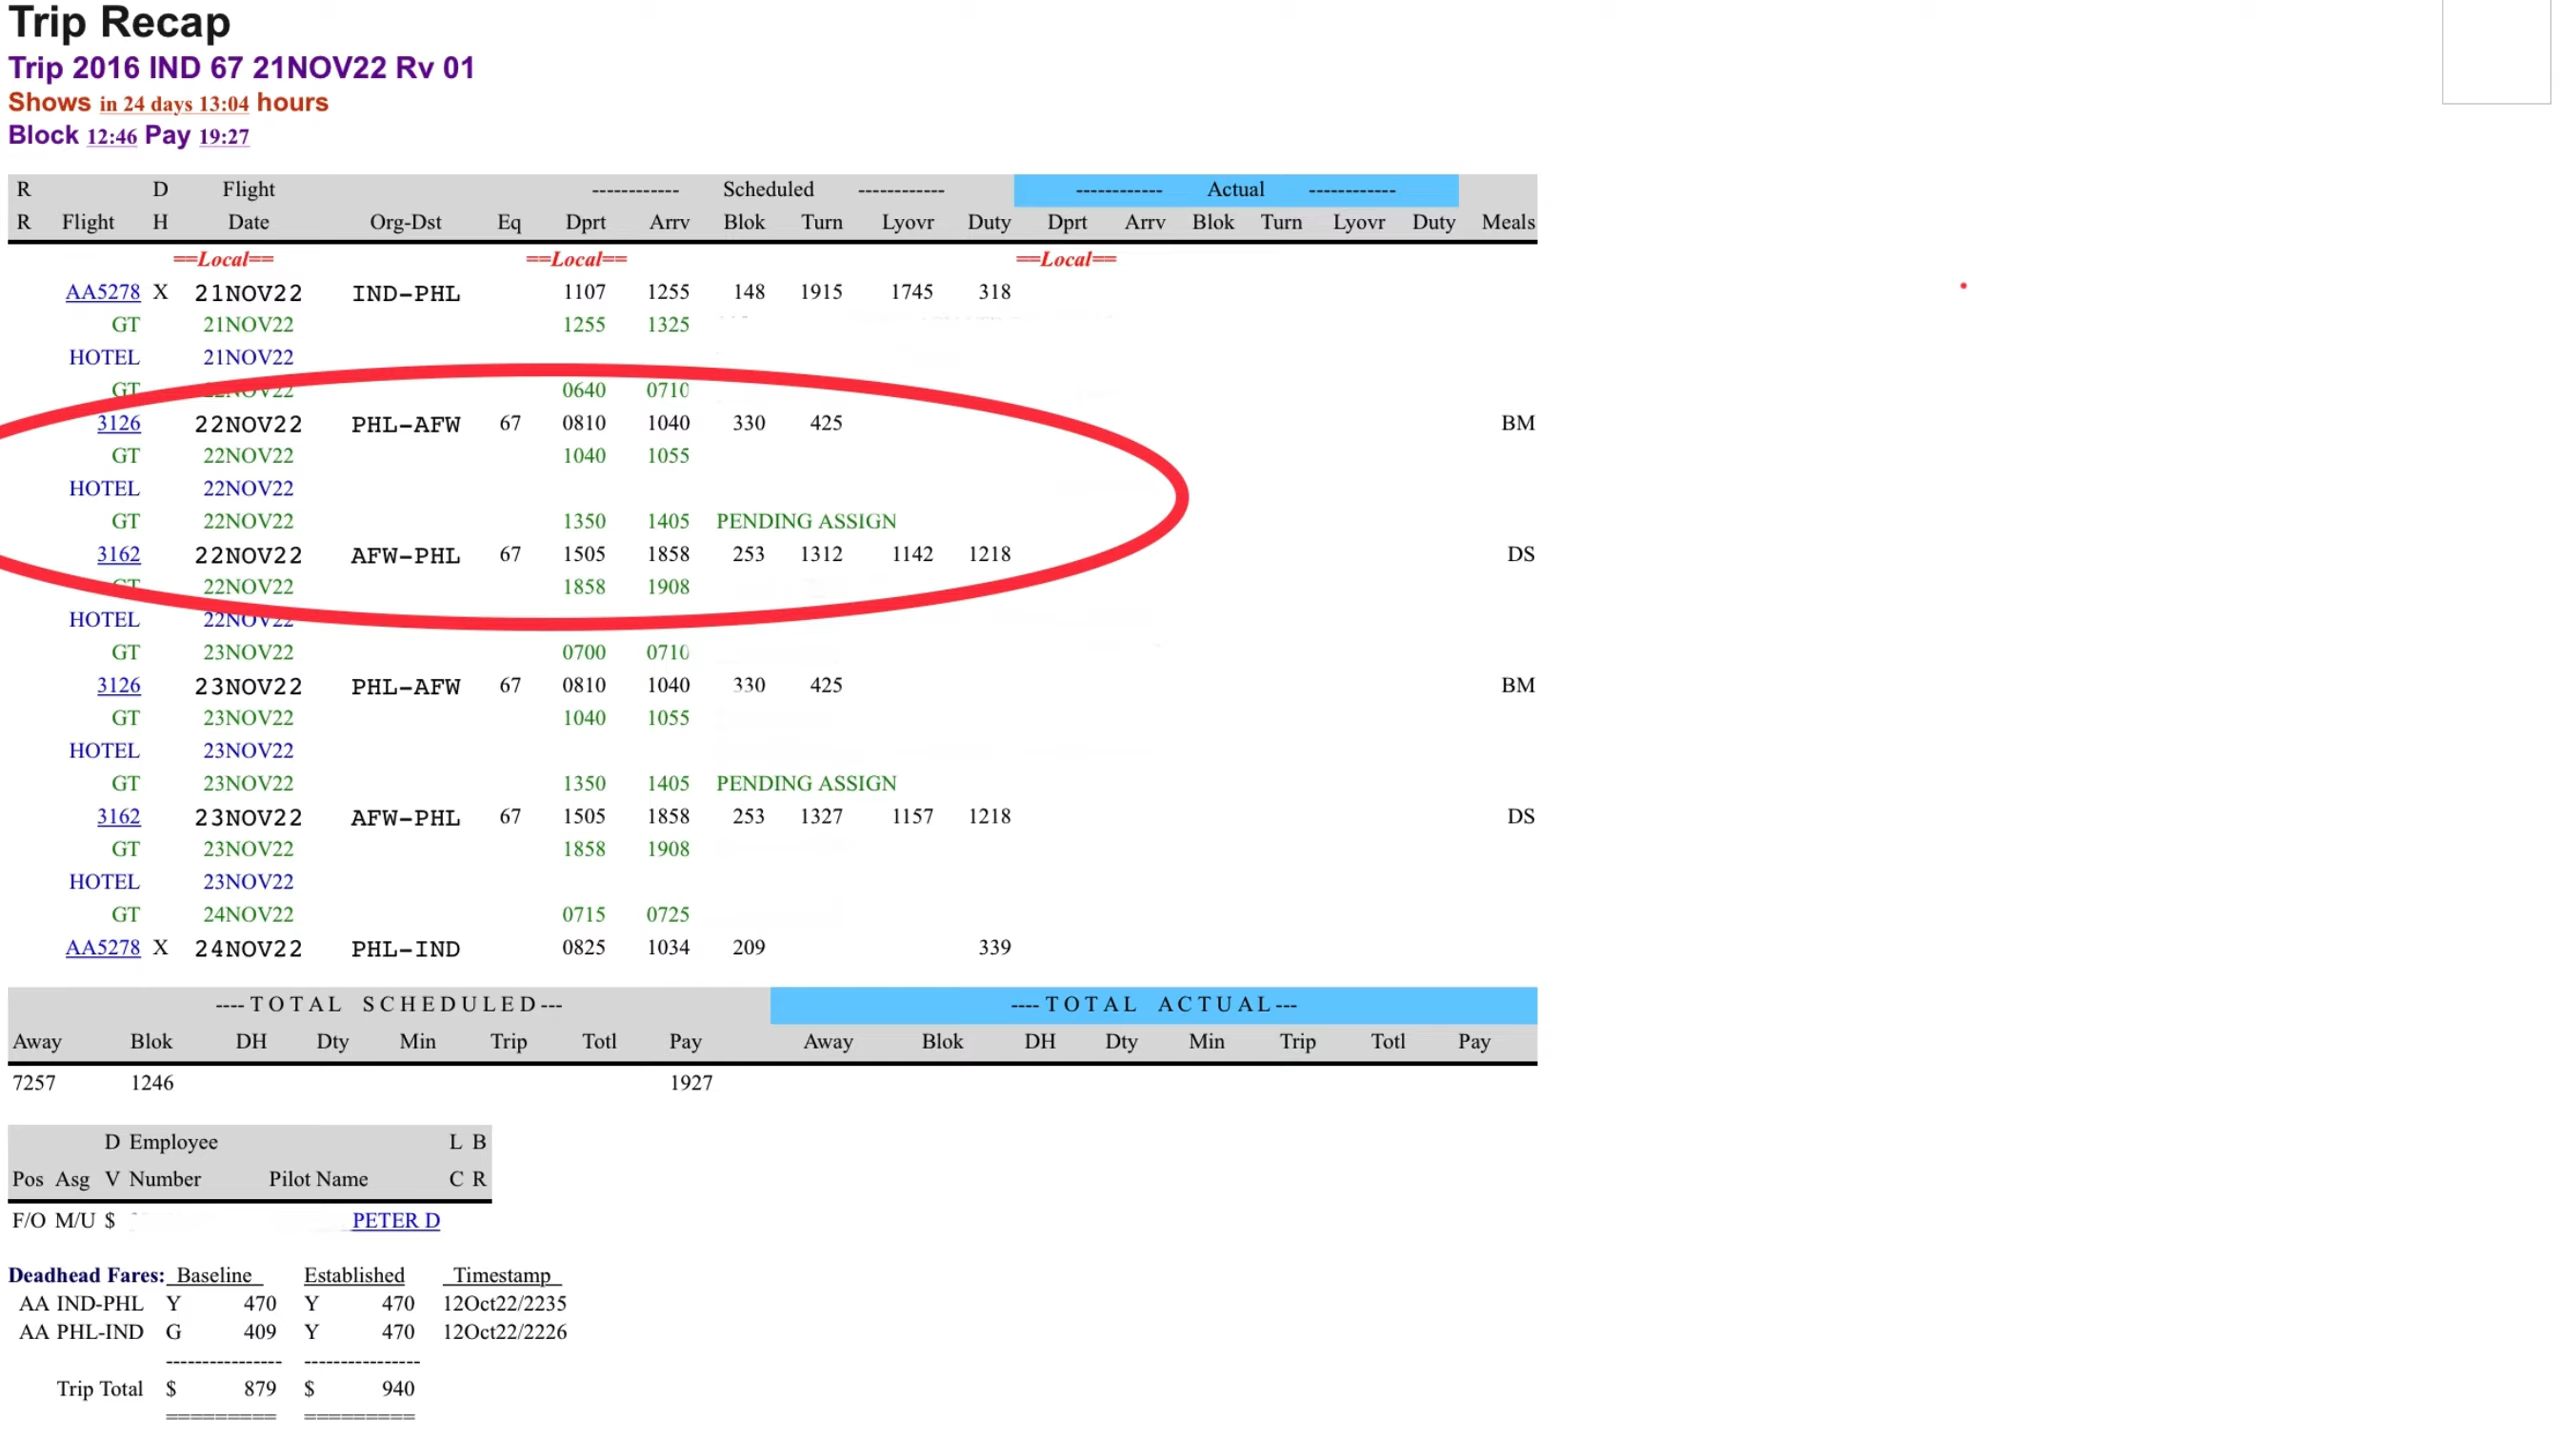 Trip Recap
Trip 2016 IND 67 21NOV22 Rv 01
Shows in 24 days 13:04 hours
Block 12:46 Pay 19:27
R D Flight ------------ Scheduled ------------ ------------ Actual ------------
R Flight H Date Org-Dst Eq Dprt Arrv Blok Turn Lyovr Duty Dprt Arrv Blok Turn Lyovr Duty Meals
==Local== ==Local== ==Local==
AA5278 X 21NOV22 IND-PHL 1107 1255 148 1915 1745 318
GT 21NOV22 1255 1325
HOTEL 21NOV22
GT 22NOV22 0640 0710
3126 22NOV22 PHL-AFW 67 0810 1040 330 425 BM
GT 22NOV22 1040 1055
HOTEL 22NOV22
GT 22NOV22 1350 1405 PENDING ASSIGN
3162 22NOV22 AFW-PHL 67 1505 1858 253 1312 1142 1218 DS
GT 22NOV22 1858 1908
HOTEL 22NOV22
GT 23NOV22 0700 0710
3126 23NOV22 PHL-AFW 67 0810 1040 330 425 BM
GT 23NOV22 1040 1055
HOTEL 23NOV22
GT 23NOV22 1350 1405 PENDING ASSIGN
3162 23NOV22 AFW-PHL 67 1505 1858 253 1327 1157 1218 DS
GT 23NOV22 1858 1908
HOTEL 23NOV22
GT 24NOV22 0715 0725
AA5278 X 24NOV22 PHL-IND 0825 1034 209 339
----TOTAL SCHEDULED--- ----TOTAL ACTUAL---
Away Blok DH Dty Min Trip Totl Pay Away Blok DH Dty Min Trip Totl Pay
7257 1246 1927
D Employee L B
Pos Asg V Number Pilot Name C R
F/O M/U $ PETER D
Deadhead Fares: Baseline Established Timestamp
AA IND-PHL Y 470 Y 470 12Oct22/2235
AA PHL-IND G 409 Y 470 12Oct22/2226
---------------- ----------------
Trip Total $ 879 $ 940
========= =========